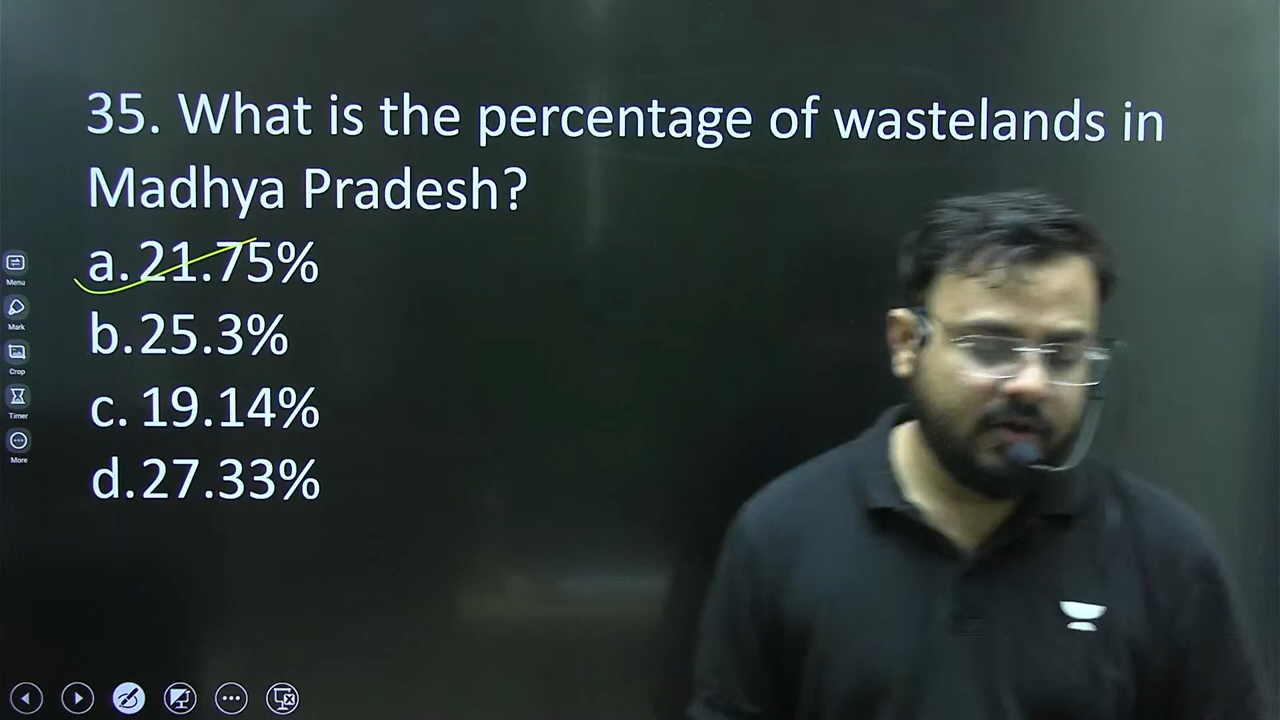 35. What is the percentage of wastelands in
Madhya Pradesh?
a. 21.75%
b. 25.3%
c. 19.14%
d. 27.33%
Menu
Mark
Crop
Timer
More